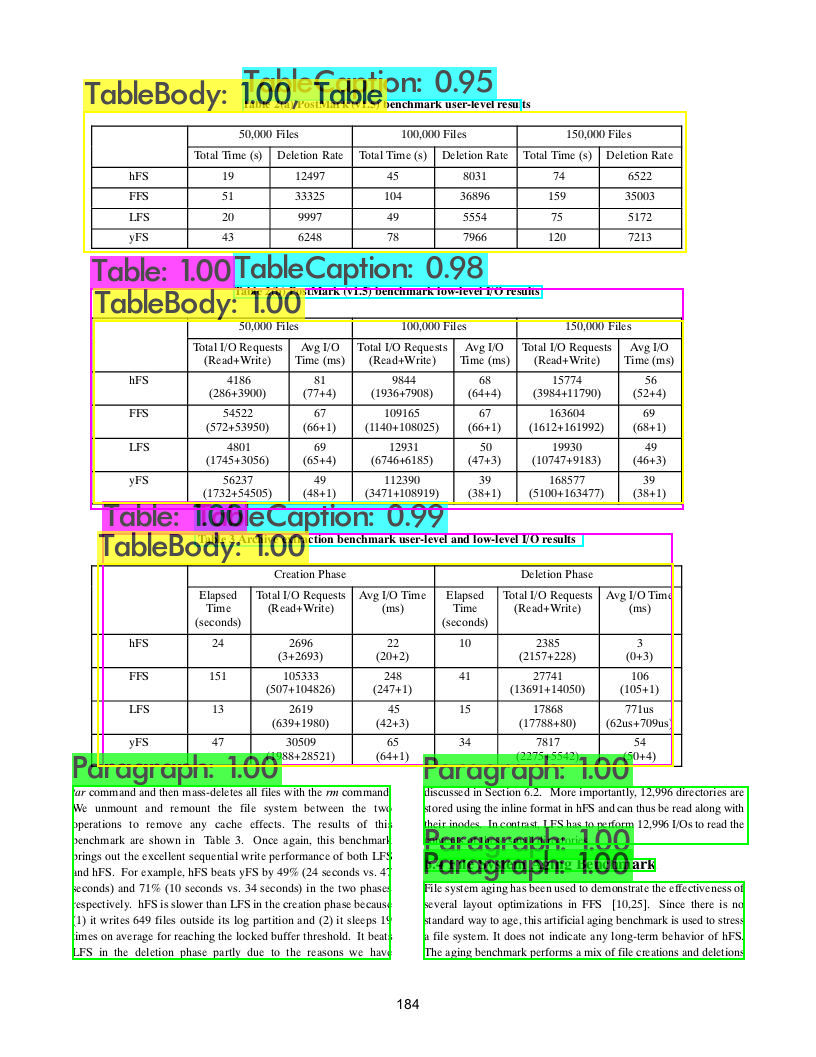 TableCaption: 0.95
TableBody: 1.00, Table
benchmark user-level results
50,000 Files 100,000 Files 150,000 Files
Total Time (s) Deletion Rate Total Time (s) Deletion Rate Total Time (s) Deletion Rate
hFS 19 12497 45 8031 74 6522
FFS 51 33325 104 36896 159 35003
LFS 20 9997 49 5554 75 5172
yFS 43 6248 78 7966 120 7213
Table: 1.00 TableCaption: 0.98
PostMark (v1.5) benchmark low-level I/O results
TableBody: 1.00
50,000 Files 100,000 Files 150,000 Files
Total I/O Requests Avg I/O Total I/O Requests Avg I/O Total I/O Requests Avg I/O
(Read+Write) Time (ms) (Read+Write) Time (ms) (Read+Write) Time (ms)
hFS 4186 81 9844 68 15774 56
(286+3900) (77+4) (1936+7908) (64+4) (3984+11790) (52+4)
FFS 54522 67 109165 67 163604 69
(572+53950) (66+1) (1140+108025) (66+1) (1612+161992) (68+1)
LFS 4801 69 12931 50 19930 49
(1745+3056) (65+4) (6746+6185) (47+3) (10747+9183) (46+3)
yFS 56237 49 112390 39 168577 39
(1732+54505) (48+1) (3471+108919) (38+1) (5100+163477) (38+1)
Table: 1.00 leCaption: 0.99
Table 3 Archive extraction benchmark user-level and low-level I/O results
TableBody: 1.00
Creation Phase Deletion Phase
Elapsed Total I/O Requests Avg I/O Time Elapsed Total I/O Requests Avg I/O Time
Time (Read+Write) (ms) Time (Read+Write) (ms)
(seconds) (seconds)
hFS 24 2696 22 10 2385 3
(3+2693) (20+2) (2157+228) (0+3)
FFS 151 105333 248 41 27741 106
(507+104826) (247+1) (13691+14050) (105+1)
LFS 13 2619 45 15 17868 771us
(639+1980) (42+3) (17788+80) (62us+709us)
yFS 47 30509 65 34 7817 54
(1988+28521) (64+1) (2275+5542) (50+4)
Paragraph: 1.00
tar command and then mass-deletes all files with the rm command.
We unmount and remount the file system between the two
operations to remove any cache effects. The results of this
benchmark are shown in Table 3. Once again, this benchmark
brings out the excellent sequential write performance of both LFS
and hFS. For example, hFS beats yFS by 49% (24 seconds vs. 47
seconds) and 71% (10 seconds vs. 34 seconds) in the two phases
respectively. hFS is slower than LFS in the creation phase because
(1) it writes 649 files outside its log partition and (2) it sleeps 19
times on average for reaching the locked buffer threshold. It beats
LFS in the deletion phase partly due to the reasons we have
Paragraph: 1.00
discussed in Section 6.2. More importantly, 12,996 directories are
stored using the inline format in hFS and can thus be read along with
their inodes. In contrast, LFS has to perform 12,996 I/Os to read the
Paragraph: 1.00
Paragraph: 1.00
File System Aging Benchmark
File system aging has been used to demonstrate the effectiveness of
several layout optimizations in FFS [10,25]. Since there is no
standard way to age, this artificial aging benchmark is used to stress
a file system. It does not indicate any long-term behavior of hFS.
The aging benchmark performs a mix of file creations and deletions
184